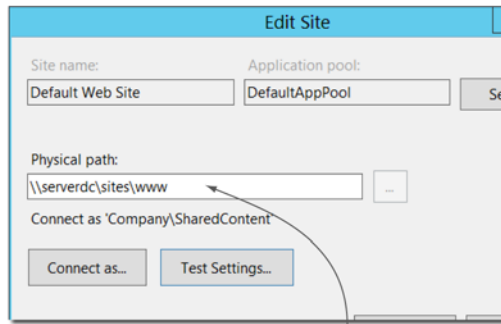 Edit Site
Site name: Application pool:
Default Web Site DefaultAppPool Se
Physical path:
\\serverdc\sites\www ...
Connect as 'Company\SharedContent'
Connect as... Test Settings...